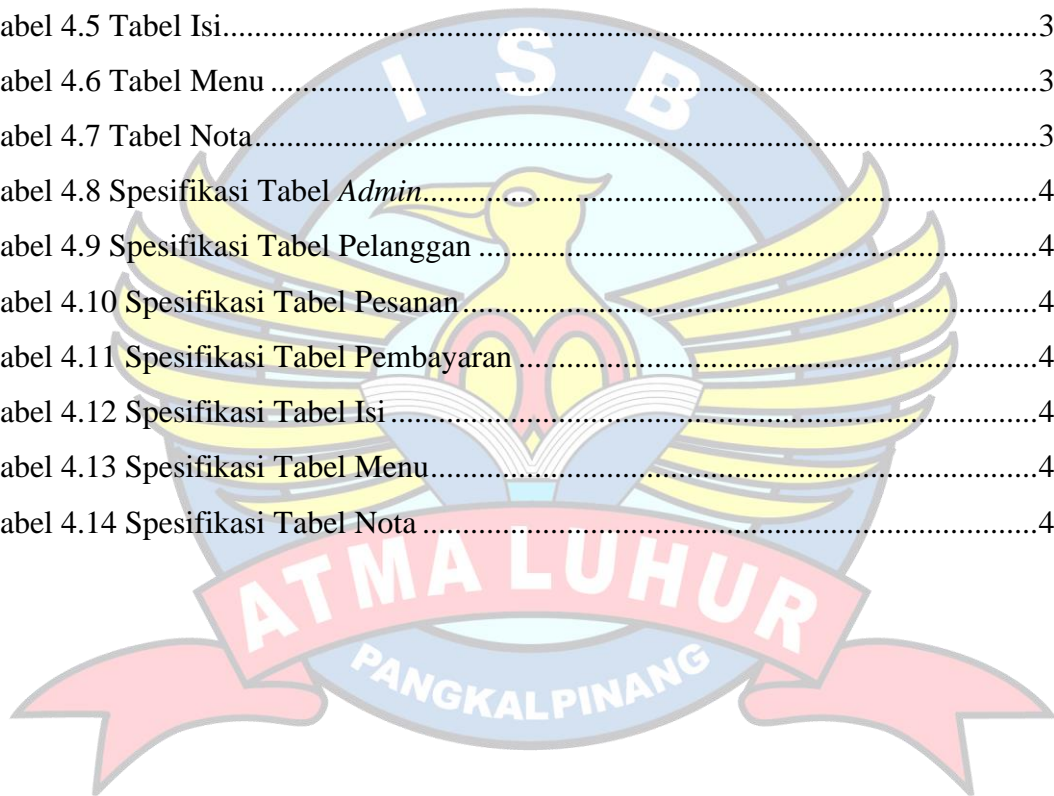 abel 4.5 Tabel Isi....................................................................................................3
abel 4.6 Tabel Menu ..............................................................................................3
abel 4.7 Tabel Nota................................................................................................3
abel 4.8 Spesifikasi Tabel Admin............................................................................4
abel 4.9 Spesifikasi Tabel Pelanggan .....................................................................4
abel 4.10 Spesifikasi Tabel Pesanan.......................................................................4
abel 4.11 Spesifikasi Tabel Pembayaran ................................................................4
abel 4.12 Spesifikasi Tabel Isi................................................................................4
abel 4.13 Spesifikasi Tabel Menu...........................................................................4
abel 4.14 Spesifikasi Tabel Nota ............................................................................4
I S B
ATMA LUHUR
PANGKALPINANG